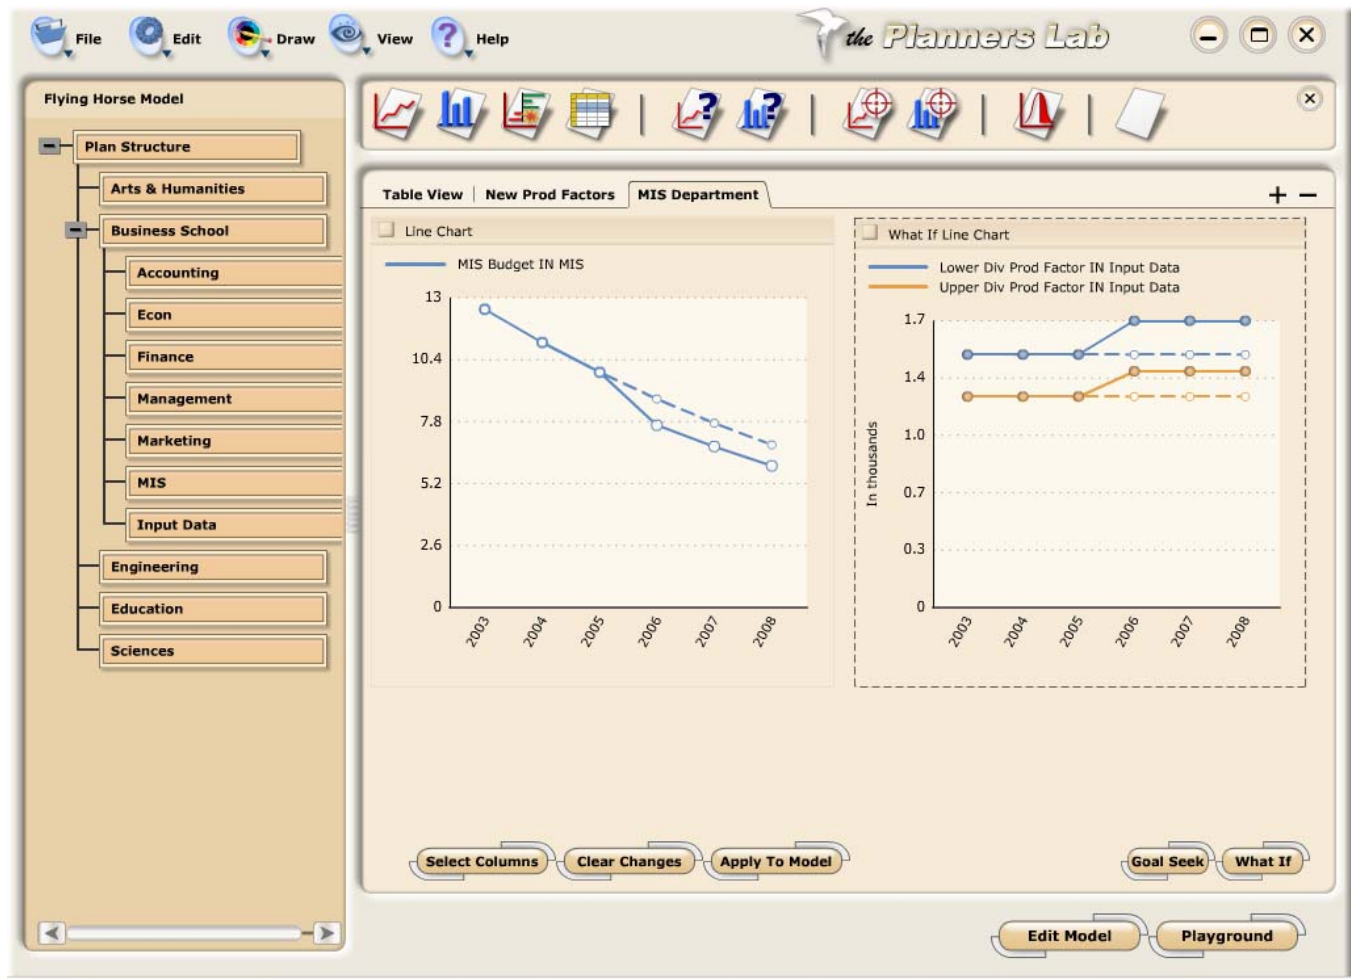 File Edit Draw View Help
the Planners Lab
Flying Horse Model
Plan Structure
Arts & Humanities
Business School
Accounting
Econ
Finance
Management
Marketing
MIS
Input Data
Engineering
Education
Sciences
? ?
Table View | New Prod Factors | MIS Department
Line Chart
MIS Budget IN MIS
13
10.4
7.8
5.2
2.6
0
2003 2004 2005 2006 2007 2008
What If Line Chart
Lower Div Prod Factor IN Input Data
Upper Div Prod Factor IN Input Data
In thousands
1.7
1.4
1.0
0.7
0.3
0
2003 2004 2005 2006 2007 2008
Select Columns Clear Changes Apply To Model Goal Seek What If
Edit Model Playground